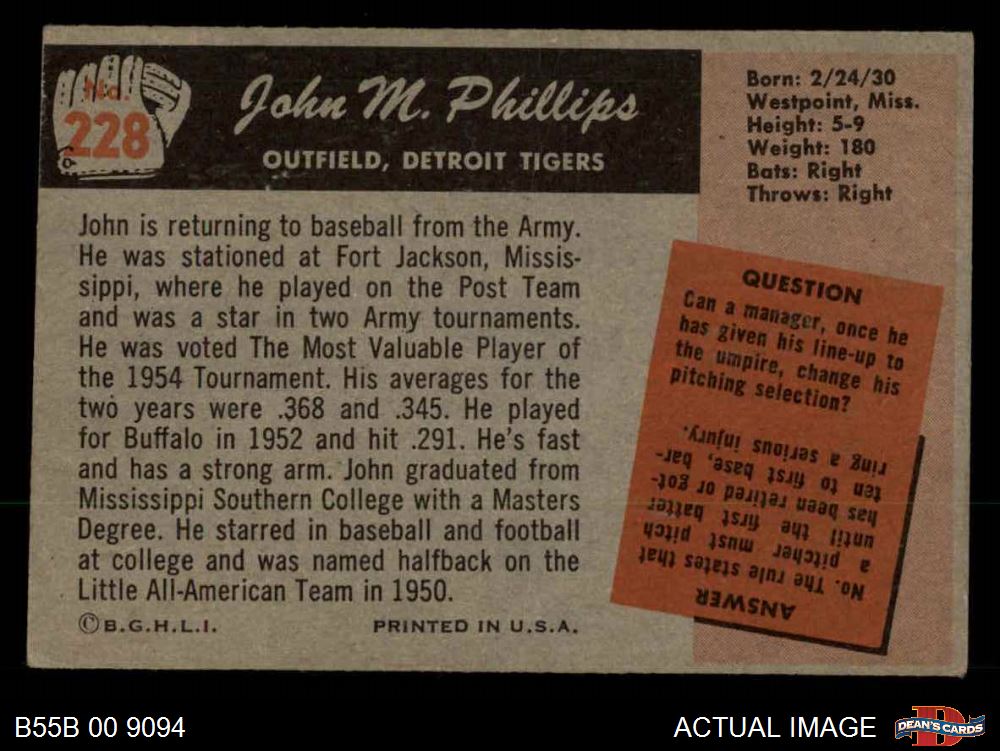 No.
228
John M. Phillips
OUTFIELD, DETROIT TIGERS
Born: 2/24/30
Westpoint, Miss.
Height: 5-9
Weight: 180
Bats: Right
Throws: Right
John is returning to baseball from the Army.
He was stationed at Fort Jackson, Missis-
sippi, where he played on the Post Team
and was a star in two Army tournaments.
He was voted The Most Valuable Player of
the 1954 Tournament. His averages for the
two years were .368 and .345. He played
for Buffalo in 1952 and hit .291. He's fast
and has a strong arm. John graduated from
Mississippi Southern College with a Masters
Degree. He starred in baseball and football
at college and was named halfback on the
Little All-American Team in 1950.
©B.G.H.L.I.
PRINTED IN U.S.A.
QUESTION
Can a manager, once he
has given his line-up to
the umpire, change his
pitching selection?
ANSWER
No. The rule states that
a pitcher must pitch
until the first batter
has been retired or got-
ten to first base, bar-
ring a serious injury.
B55B 00 9094
ACTUAL IMAGE
D
DEAN'S CARDS